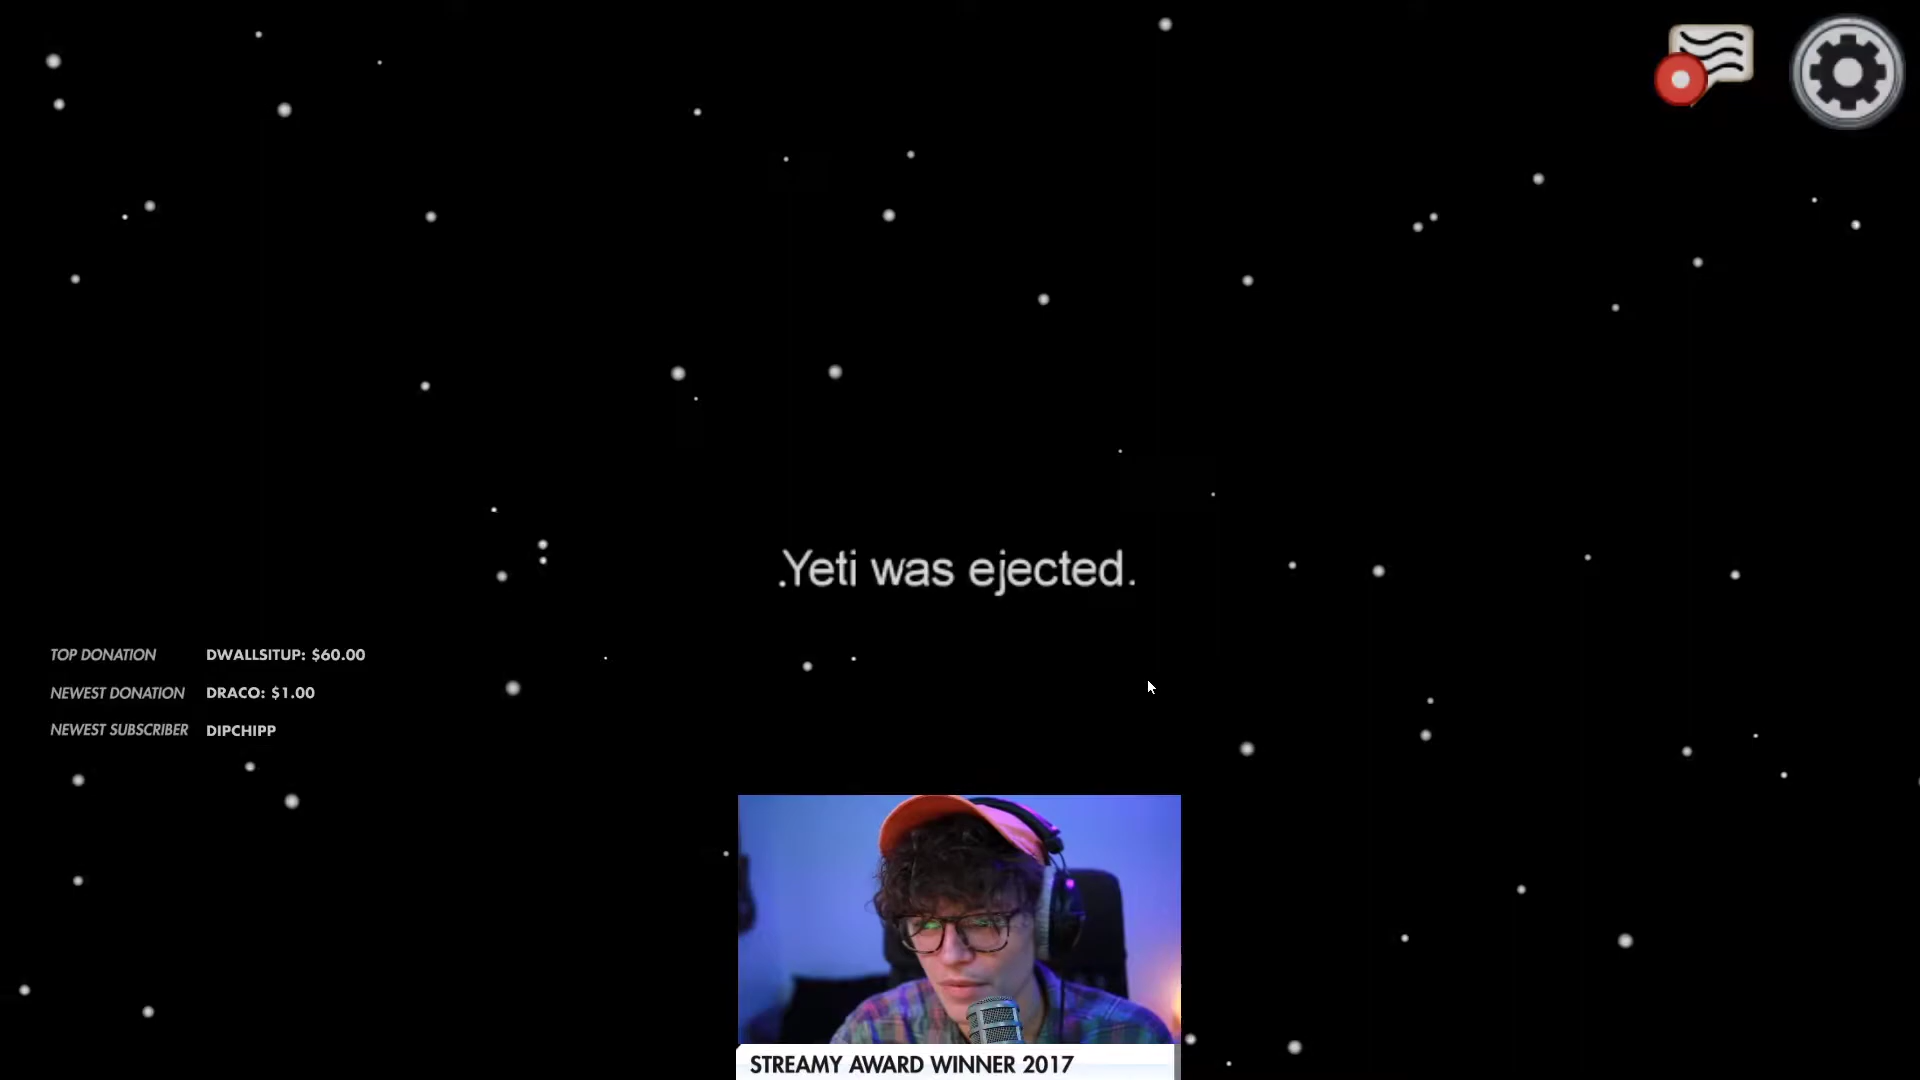 Yeti was ejected.
TOP DONATION DWALLSITUP: $60.00
NEWEST DONATION DRACO: $1.00
NEWEST SUBSCRIBER DIPCHIPP
STREAMY AWARD WINNER 2017